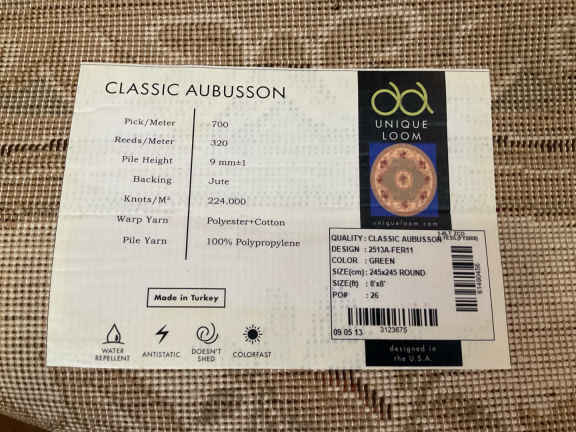 CLASSIC AUBUSSON
Pick/Meter 700
Reeds/Meter 320
Pile Height 9 mm±1
Backing Jute
Knots/M² 224,000
Warp Yarn Polyester+Cotton
Pile Yarn 100% Polypropylene
Made in Turkey
WATER REPELLENT
ANTISTATIC
DOESN'T SHED
COLORFAST
UNIQUE
LOOM
uniqueloom.com
QUALITY : CLASSIC AUBUSSON
DESIGN : 2513A-FER11
COLOR : GREEN
SIZE(cm) : 245x245 ROUND
SIZE(ft) : 8'x8'
PO# : 26
09 05 13 3123675
designed in
the U.S.A.